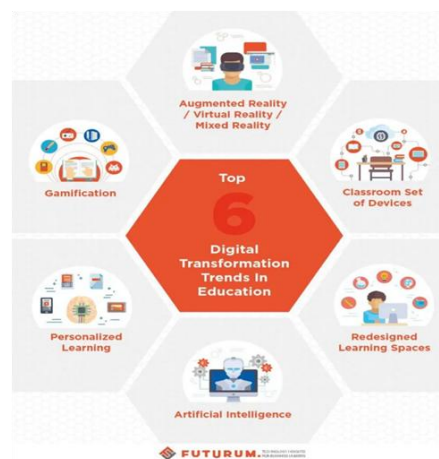 Top
6
Digital
Transformation
Trends In
Education
Augmented Reality
/ Virtual Reality /
Mixed Reality
Classroom Set
of Devices
Redesigned
Learning Spaces
Artificial Intelligence
Personalized
Learning
Gamification
FUTURUM